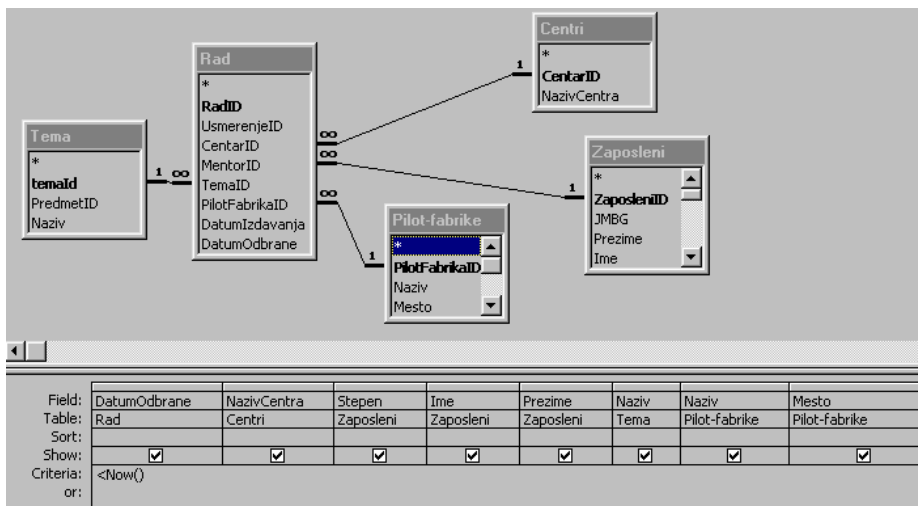 Centri
*
CentarID
NazivCentra
Rad
*
RadID
UsmerenjeID
CentarID
MentorID
TemaID
PilotFabrikaID
DatumIzdavanja
DatumOdbrane
Tema
*
temaId
PredmetID
Naziv
Zaposleni
*
ZaposleniID
JMBG
Prezime
Ime
Pilot-fabrike
*
PilotFabrikaID
Naziv
Mesto
1 ∞
∞ 1
∞ 1
∞ 1
Field: DatumOdbrane NazivCentra Stepen Ime Prezime Naziv Naziv Mesto
Table: Rad Centri Zaposleni Zaposleni Zaposleni Tema Pilot-fabrike Pilot-fabrike
Sort:
Show:
Criteria: <Now()
or: